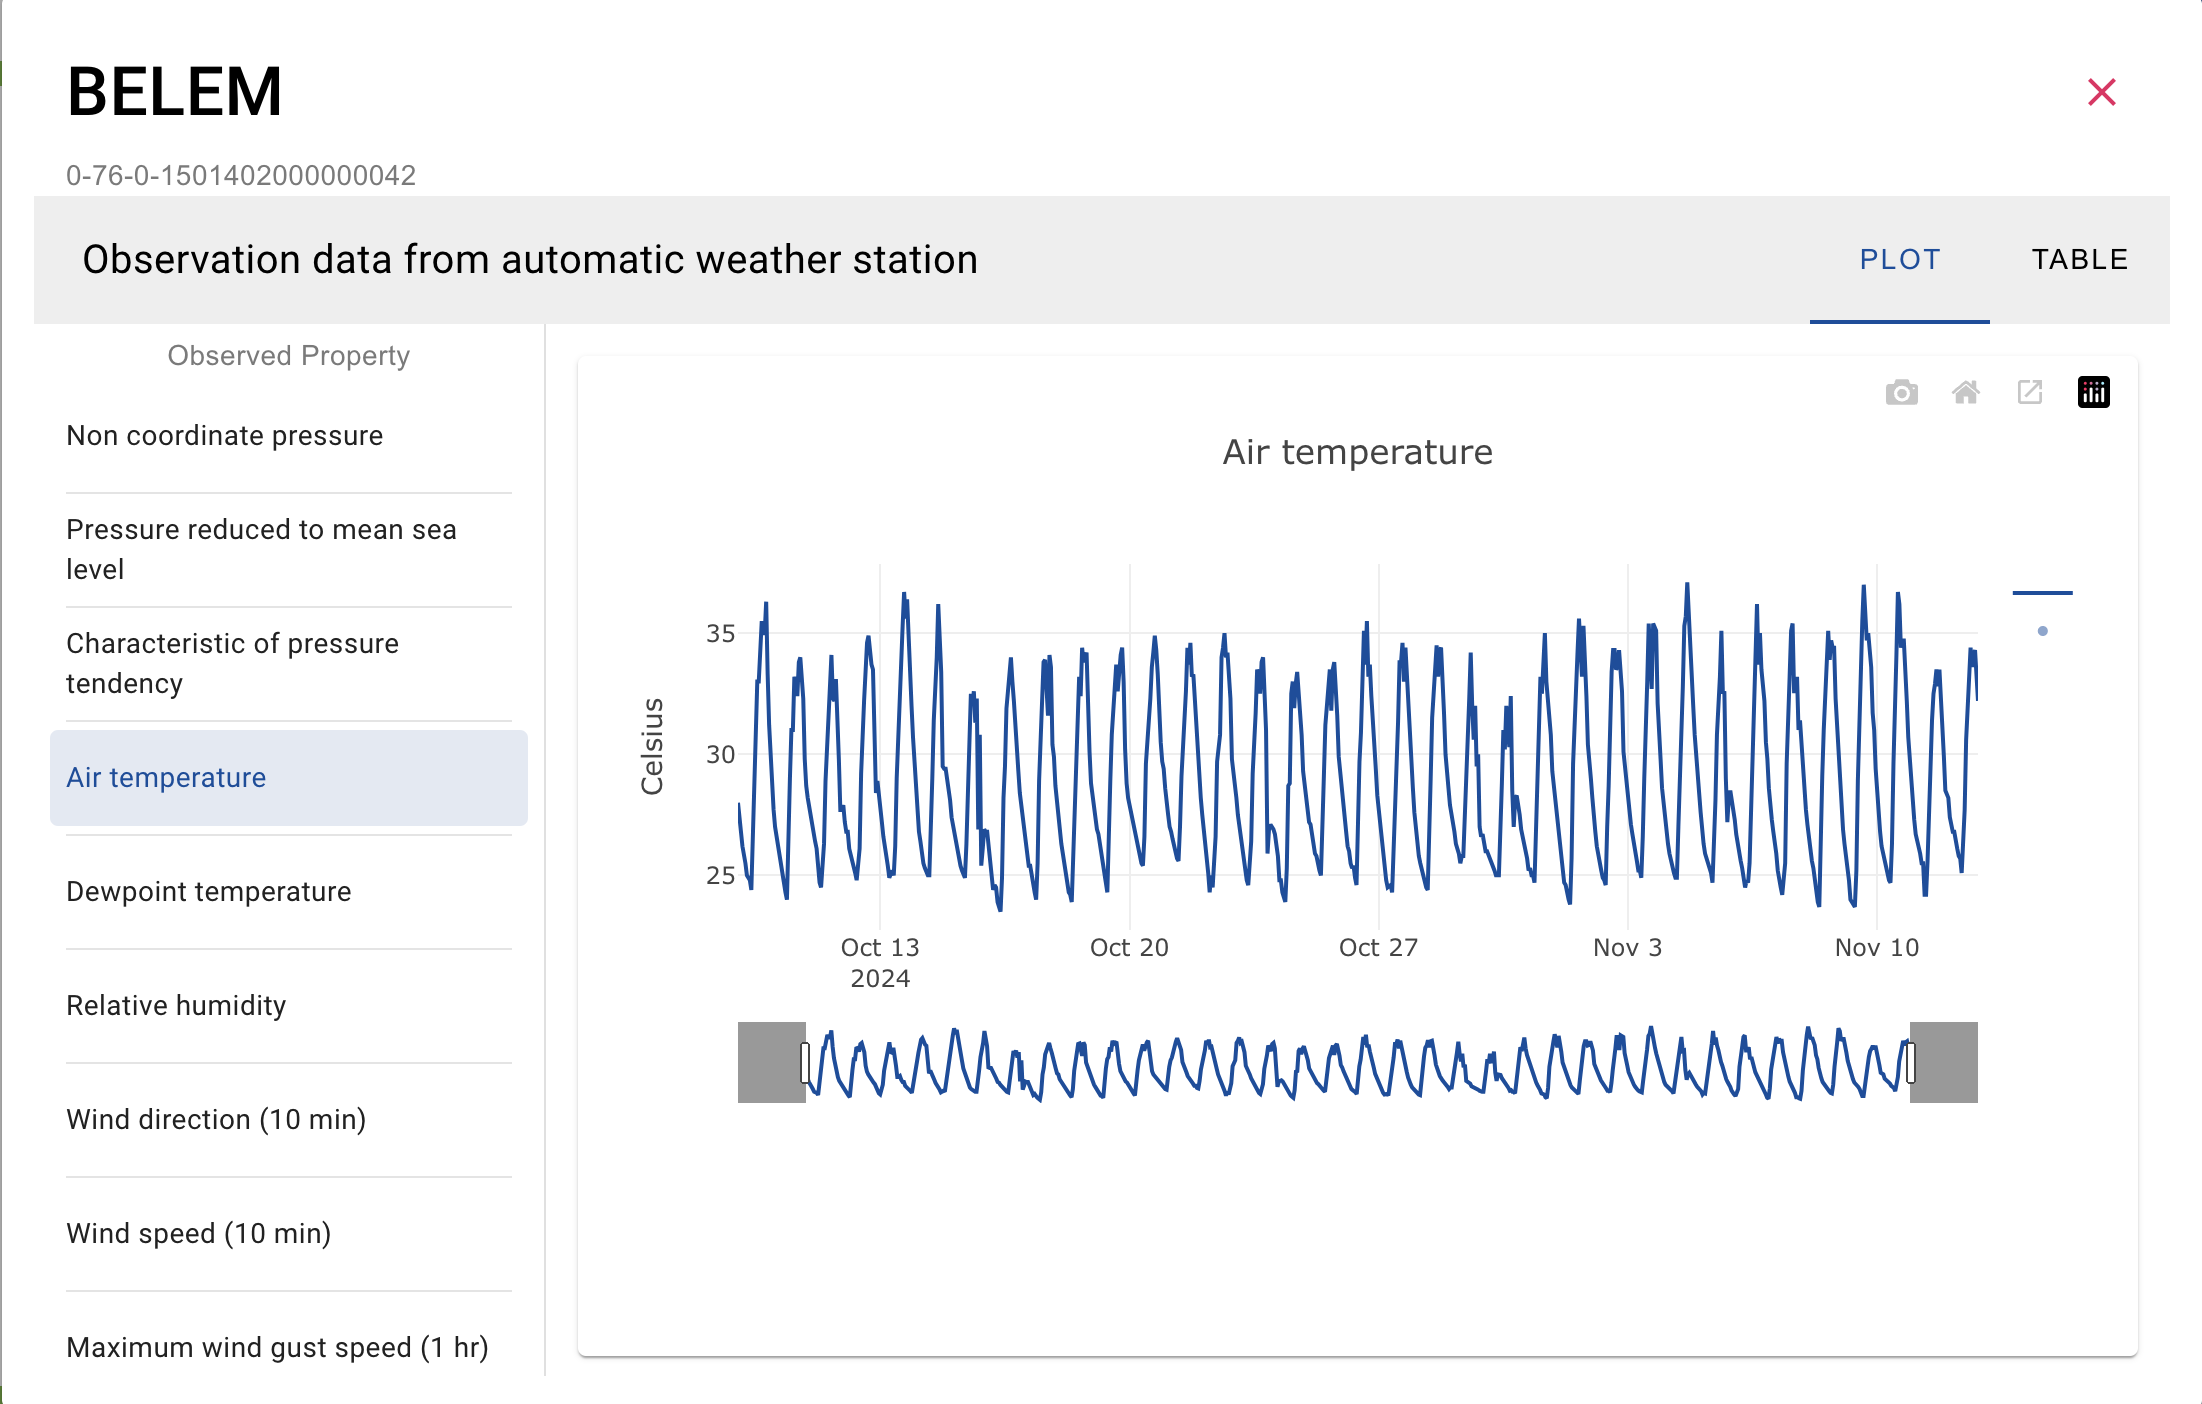 BELEM
0-76-0-1501402000000042
Observation data from automatic weather station
PLOT
TABLE
Observed Property
Non coordinate pressure
Pressure reduced to mean sea
level
Characteristic of pressure
tendency
Air temperature
Dewpoint temperature
Relative humidity
Wind direction (10 min)
Wind speed (10 min)
Maximum wind gust speed (1 hr)
Air temperature
Celsius
35
30
25
Oct 13
2024
Oct 20
Oct 27
Nov 3
Nov 10